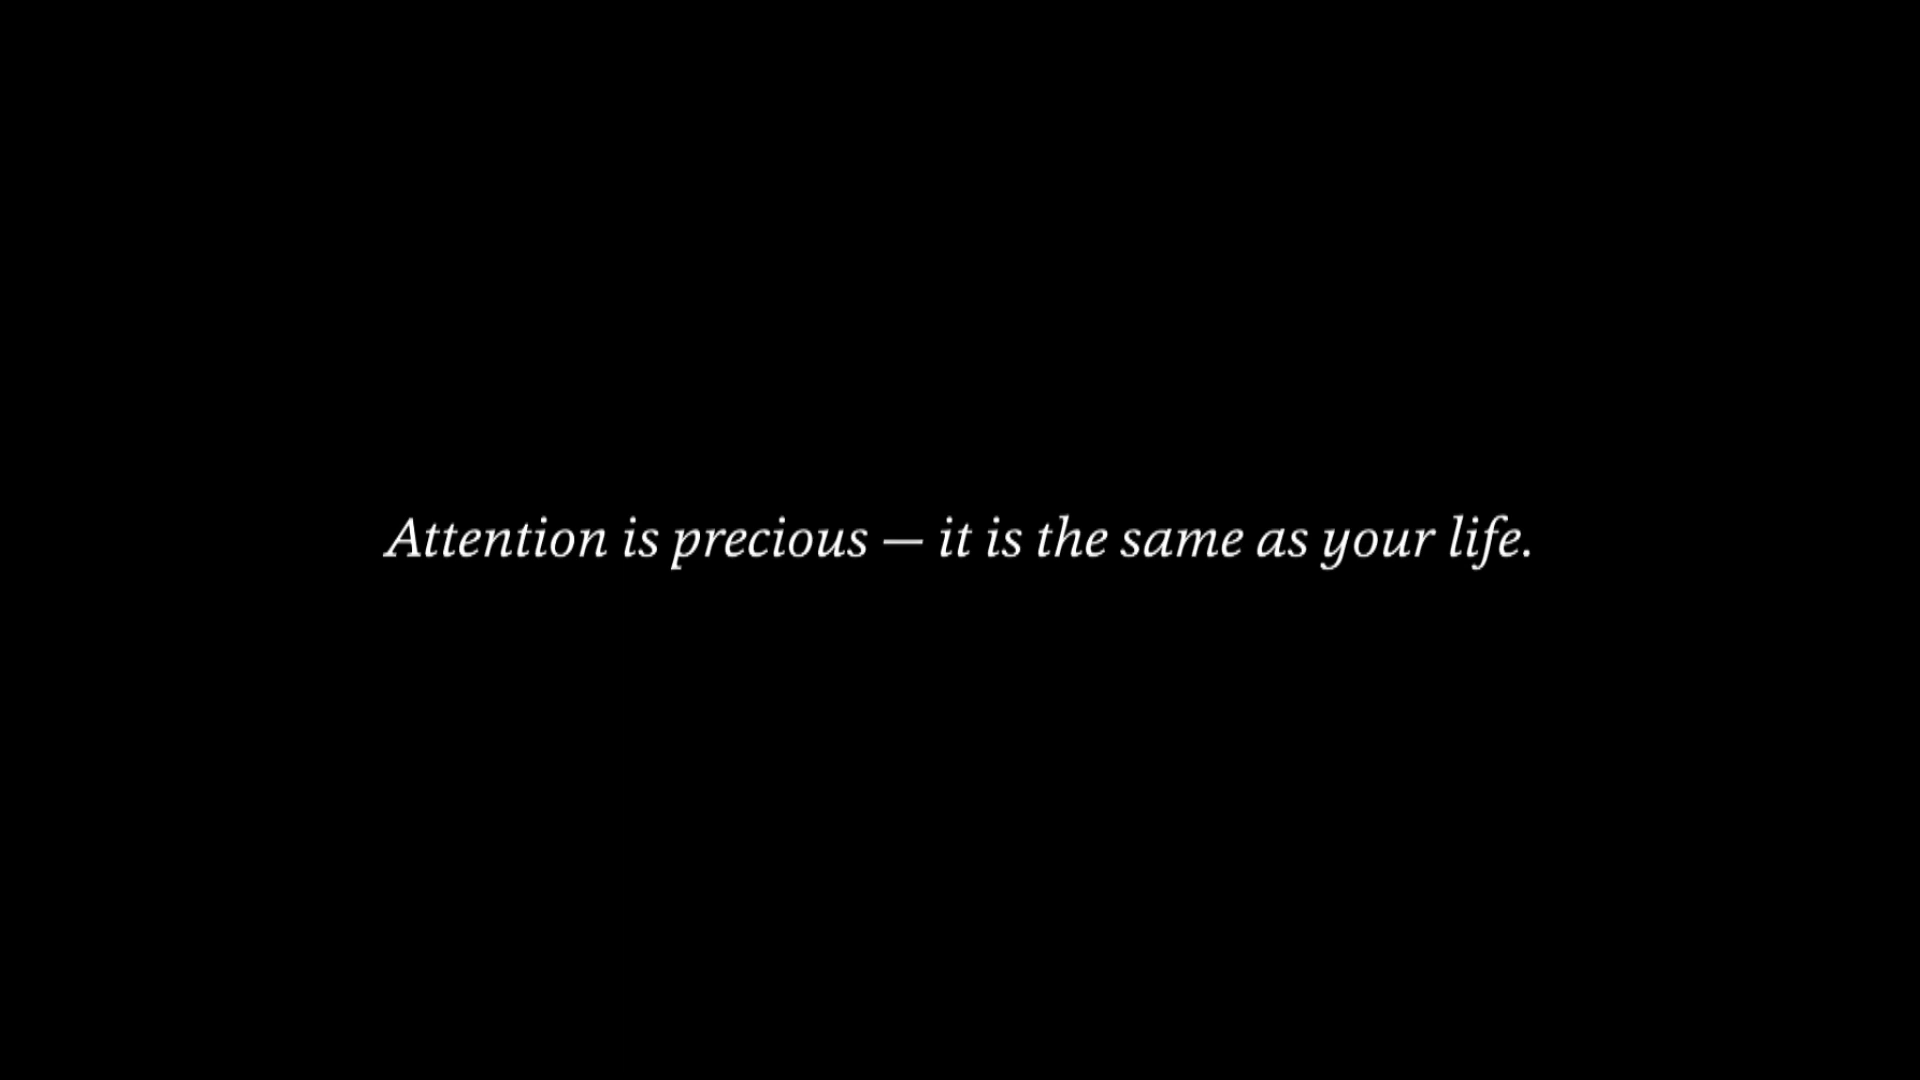 Attention is precious — it is the same as your life.